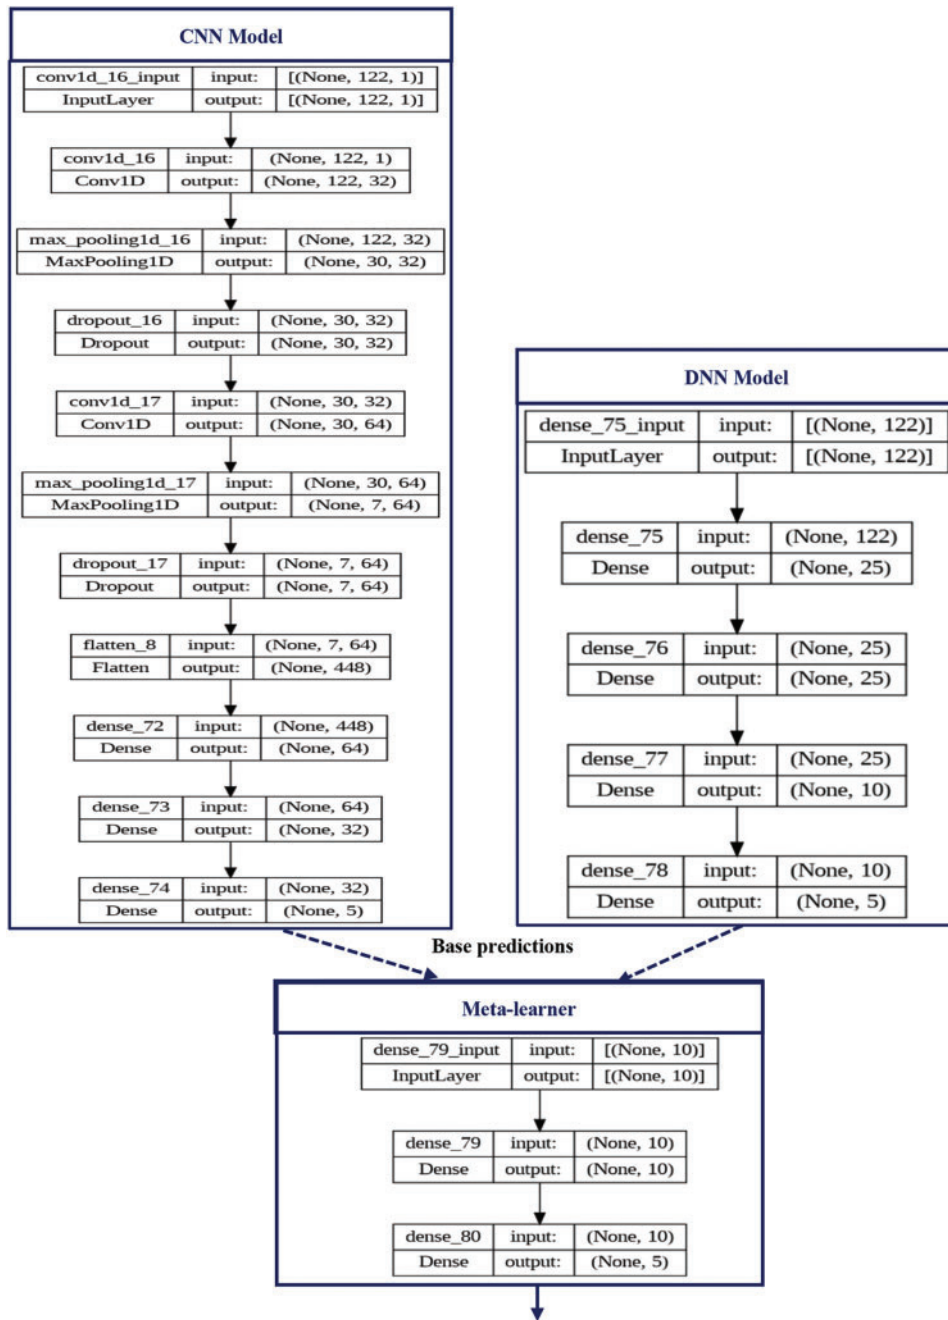 CNN Model
conv1d_16_input input: [(None, 122, 1)]
InputLayer output: [(None, 122, 1)]
conv1d_16 input: (None, 122, 1)
Conv1D output: (None, 122, 32)
max_pooling1d_16 input: (None, 122, 32)
MaxPooling1D output: (None, 30, 32)
dropout_16 input: (None, 30, 32)
Dropout output: (None, 30, 32)
conv1d_17 input: (None, 30, 32)
Conv1D output: (None, 30, 64)
max_pooling1d_17 input: (None, 30, 64)
MaxPooling1D output: (None, 7, 64)
dropout_17 input: (None, 7, 64)
Dropout output: (None, 7, 64)
flatten_8 input: (None, 7, 64)
Flatten output: (None, 448)
dense_72 input: (None, 448)
Dense output: (None, 64)
dense_73 input: (None, 64)
Dense output: (None, 32)
dense_74 input: (None, 32)
Dense output: (None, 5)
DNN Model
dense_75_input input: [(None, 122)]
InputLayer output: [(None, 122)]
dense_75 input: (None, 122)
Dense output: (None, 25)
dense_76 input: (None, 25)
Dense output: (None, 25)
dense_77 input: (None, 25)
Dense output: (None, 10)
dense_78 input: (None, 10)
Dense output: (None, 5)
Base predictions
Meta-learner
dense_79_input input: [(None, 10)]
InputLayer output: [(None, 10)]
dense_79 input: (None, 10)
Dense output: (None, 10)
dense_80 input: (None, 10)
Dense output: (None, 5)